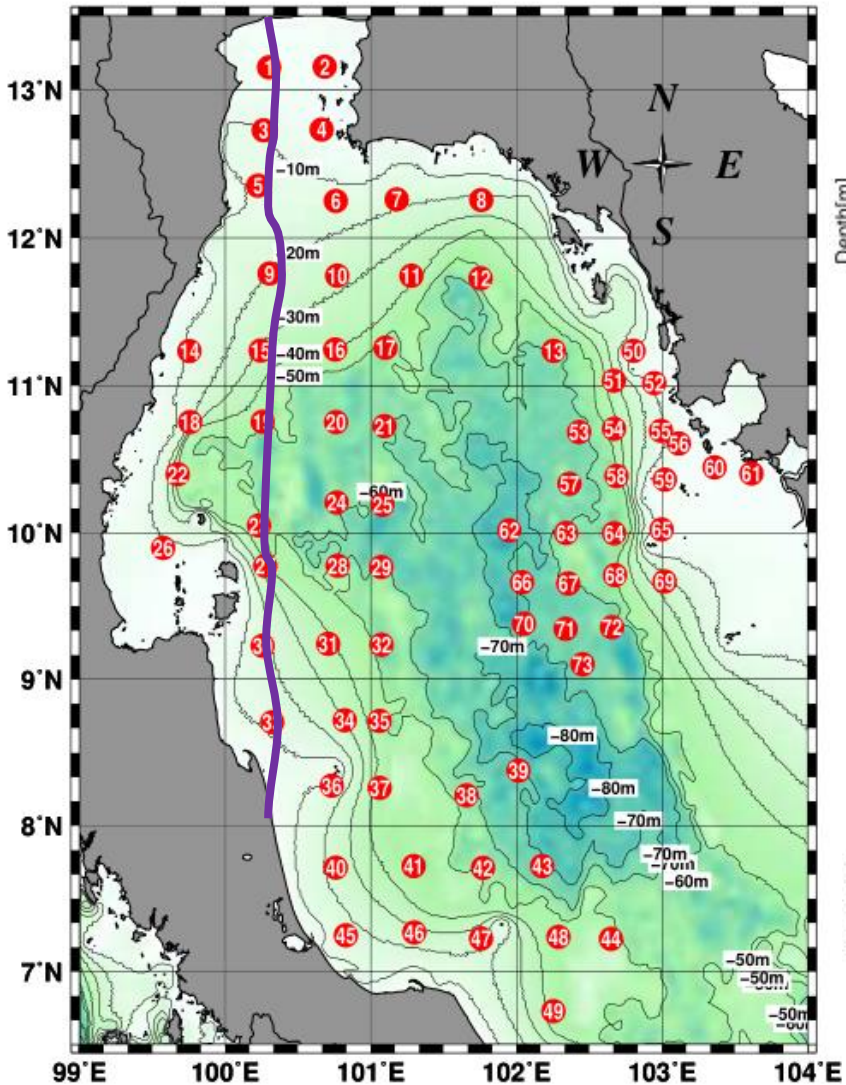 1 2
13°N N
3 4
-10m W E
5 6 7 8 Depth[m]
12°N S
-20m
9 10 11 12
-30m
14 15 16 17 13 50
-40m
-50m
11°N 51 52
18 19 20 21 53 54 55
56
22 57 58 59 60 61
-60m
24 25
10°N 62 63 64 65
26 28 29 66 67 68 69
70 71 72
31 32
-70m
73
9°N
33 34 35
-80m
36 37 38 39
-80m
-70m
8°N
-70m
-70m
40 41 42 43
-60m
45 46 47 48 44
-50m
7°N
-50m
49
-50m
-60m
99°E 100°E 101°E 102°E 103°E 104°E